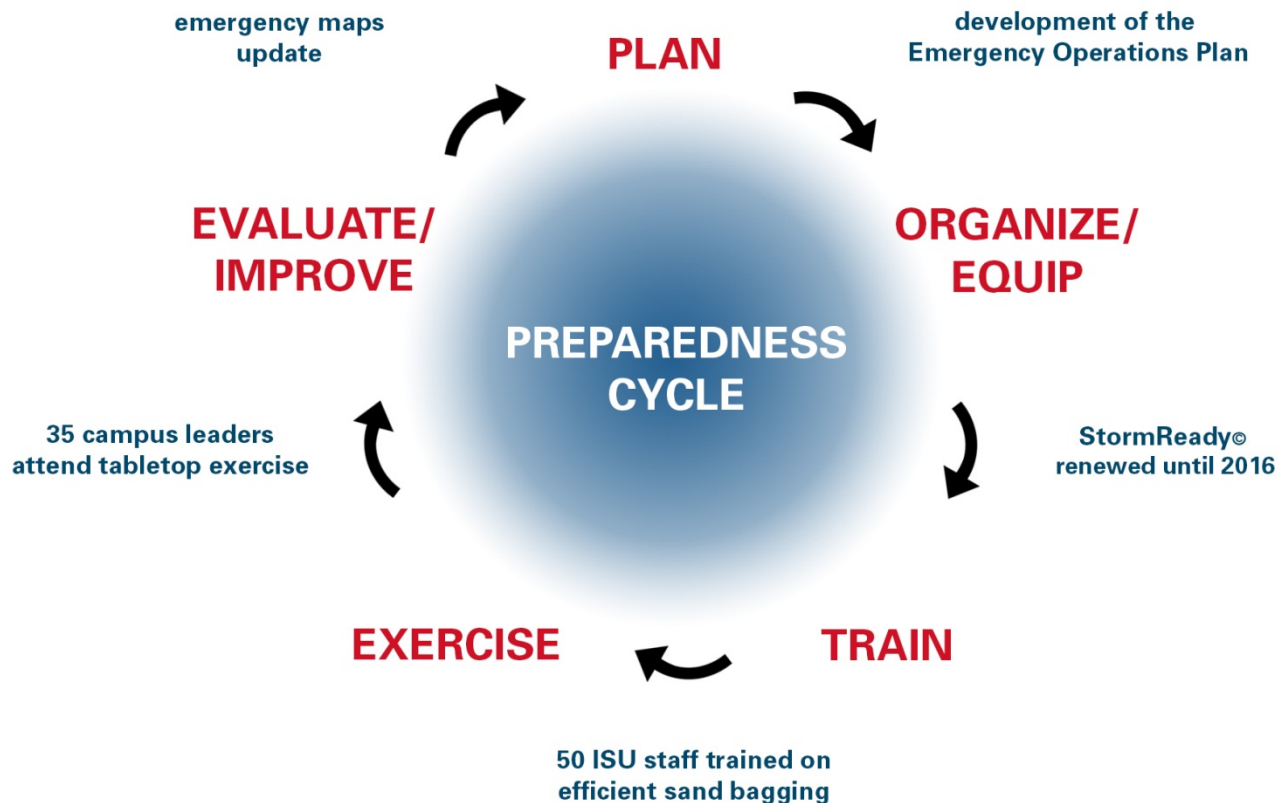 emergency maps
update
PLAN
development of the
Emergency Operations Plan
EVALUATE/
IMPROVE
ORGANIZE/
EQUIP
PREPAREDNESS
CYCLE
35 campus leaders
attend tabletop exercise
StormReady©
renewed until 2016
EXERCISE
TRAIN
50 ISU staff trained on
efficient sand bagging